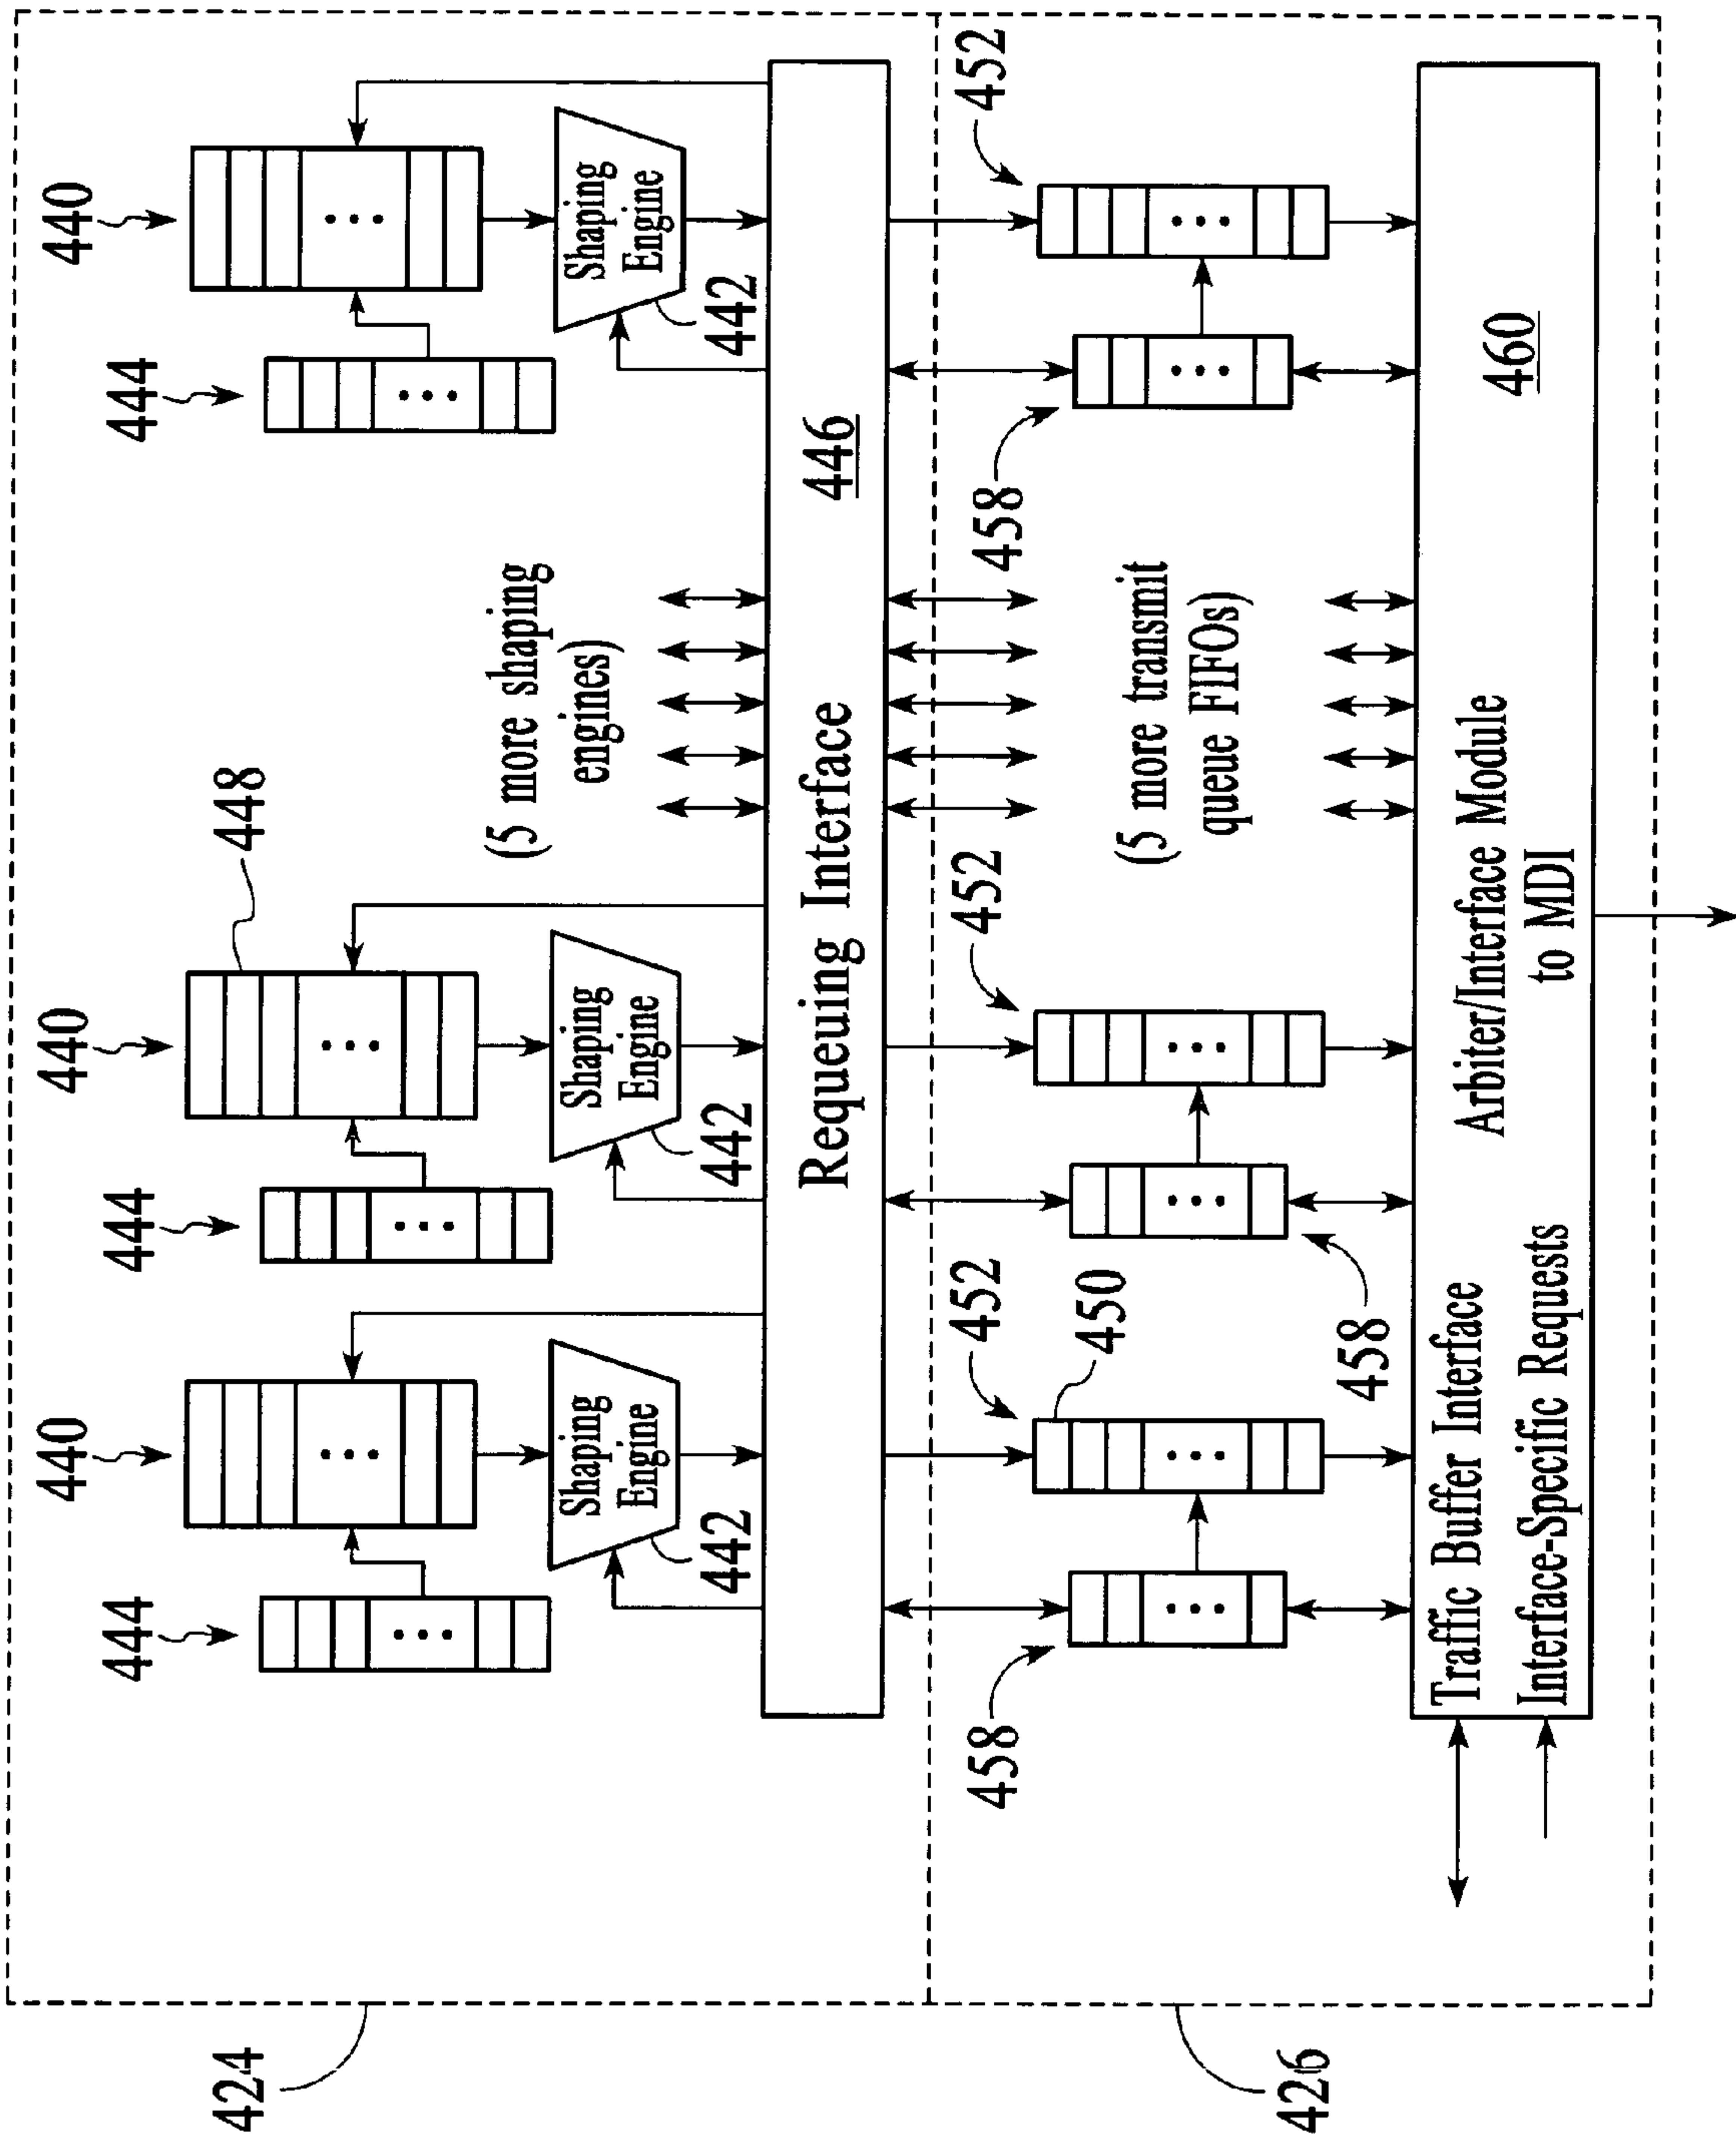 424
444
440
444
440
448
444
440
Shaping
Engine
442
Shaping
Engine
442
(5 more shaping
engines)
Shaping
Engine
442
Requeuing Interface
446
426
458
452
450
458
452
(5 more transmit
queue FIFOs)
458
452
Traffic Buffer Interface
Interface-Specific Requests
Arbiter/Interface Module
to MDI
460